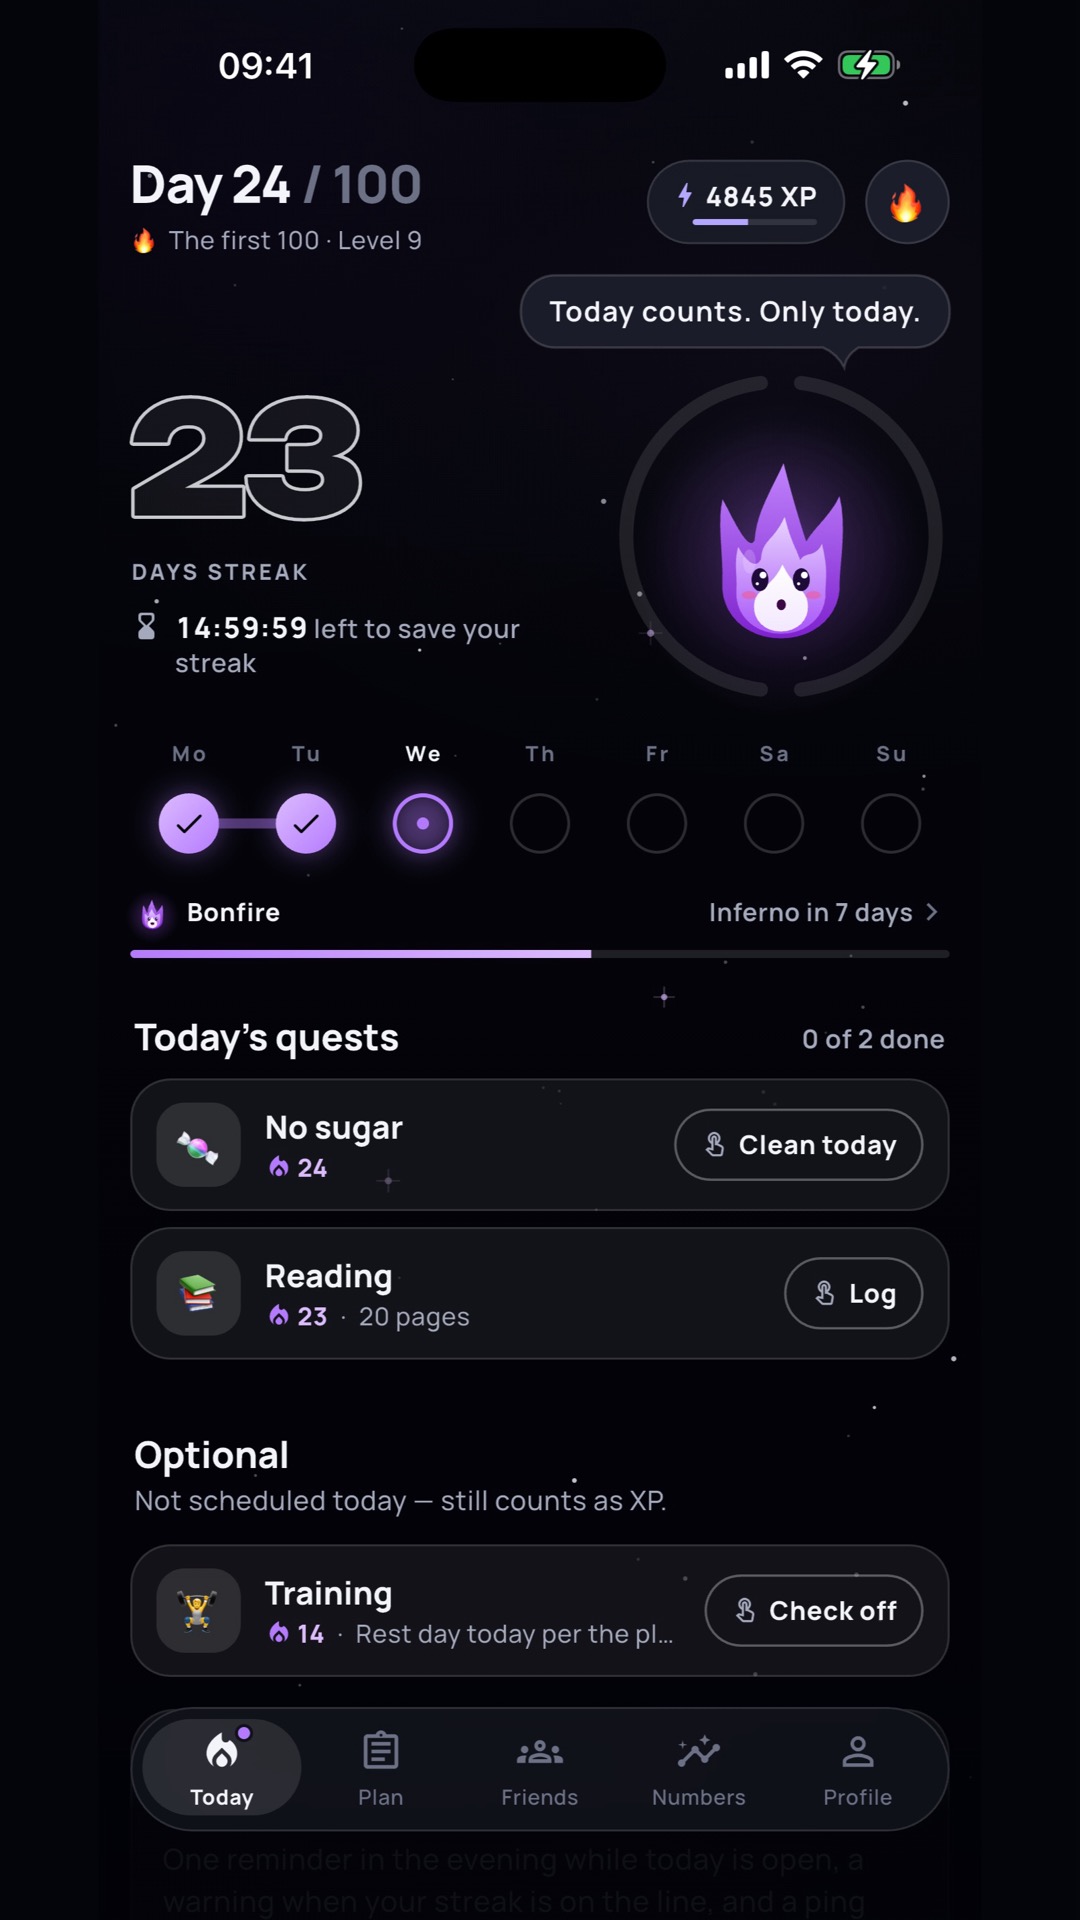 09:41
Day 24 / 100
4845 XP
The first 100 · Level 9
Today counts. Only today.
23
DAYS STREAK
14:59:59 left to save your
streak
Mo Tu We Th Fr Sa Su
Bonfire
Inferno in 7 days
Today's quests
0 of 2 done
No sugar
24
Clean today
Reading
23 · 20 pages
Log
Optional
Not scheduled today — still counts as XP.
Training
14 · Rest day today per the pl...
Check off
Today Plan Friends Numbers Profile
One reminder in the evening while today is open, a
warning when your streak is on the line, and a ping